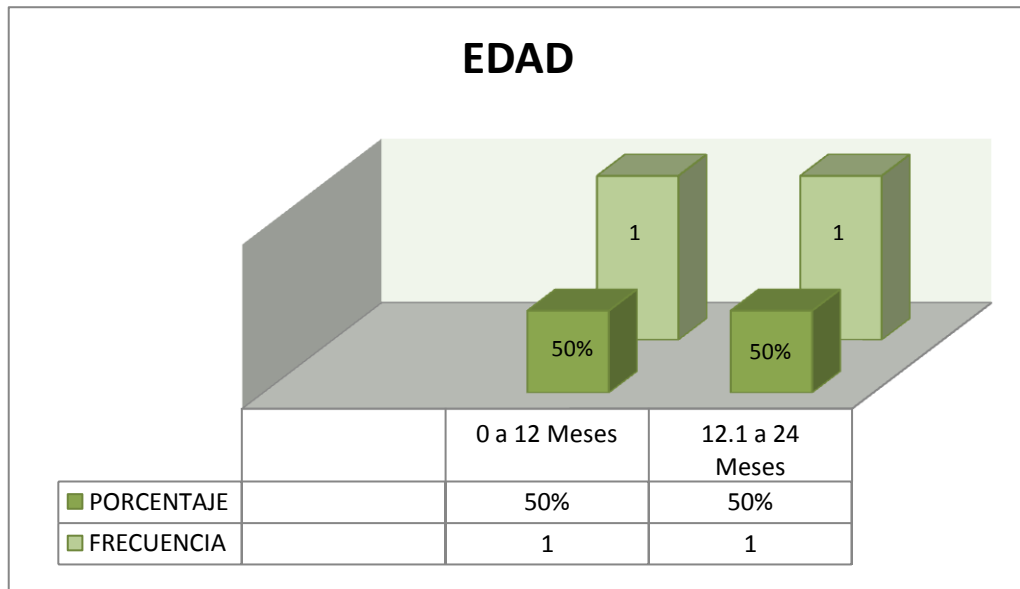 EDAD
1
1
50%
50%
0 a 12 Meses
12.1 a 24
Meses
PORCENTAJE 50% 50%
FRECUENCIA 1 1